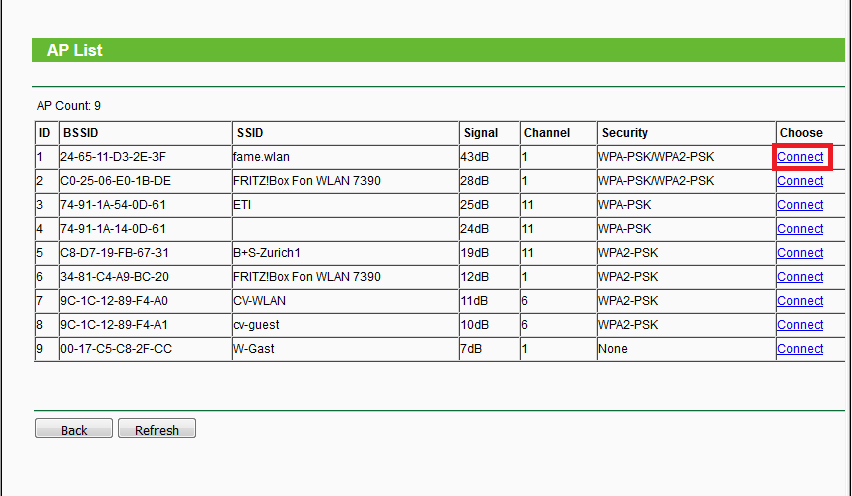 AP List
AP Count: 9
ID BSSID SSID Signal Channel Security Choose
1 24-65-11-D3-2E-3F fame.wlan 43dB 1 WPA-PSK/WPA2-PSK Connect
2 C0-25-06-E0-1B-DE FRITZ!Box Fon WLAN 7390 28dB 1 WPA-PSK/WPA2-PSK Connect
3 74-91-1A-54-0D-61 ETI 25dB 11 WPA-PSK Connect
4 74-91-1A-14-0D-61 24dB 11 WPA-PSK Connect
5 C8-D7-19-FB-67-31 B+S-Zurich1 19dB 11 WPA2-PSK Connect
6 34-81-C4-A9-BC-20 FRITZ!Box Fon WLAN 7390 12dB 1 WPA2-PSK Connect
7 9C-1C-12-89-F4-A0 CV-WLAN 11dB 6 WPA2-PSK Connect
8 9C-1C-12-89-F4-A1 cv-guest 10dB 6 WPA2-PSK Connect
9 00-17-C5-C8-2F-CC W-Gast 7dB 1 None Connect
Back Refresh